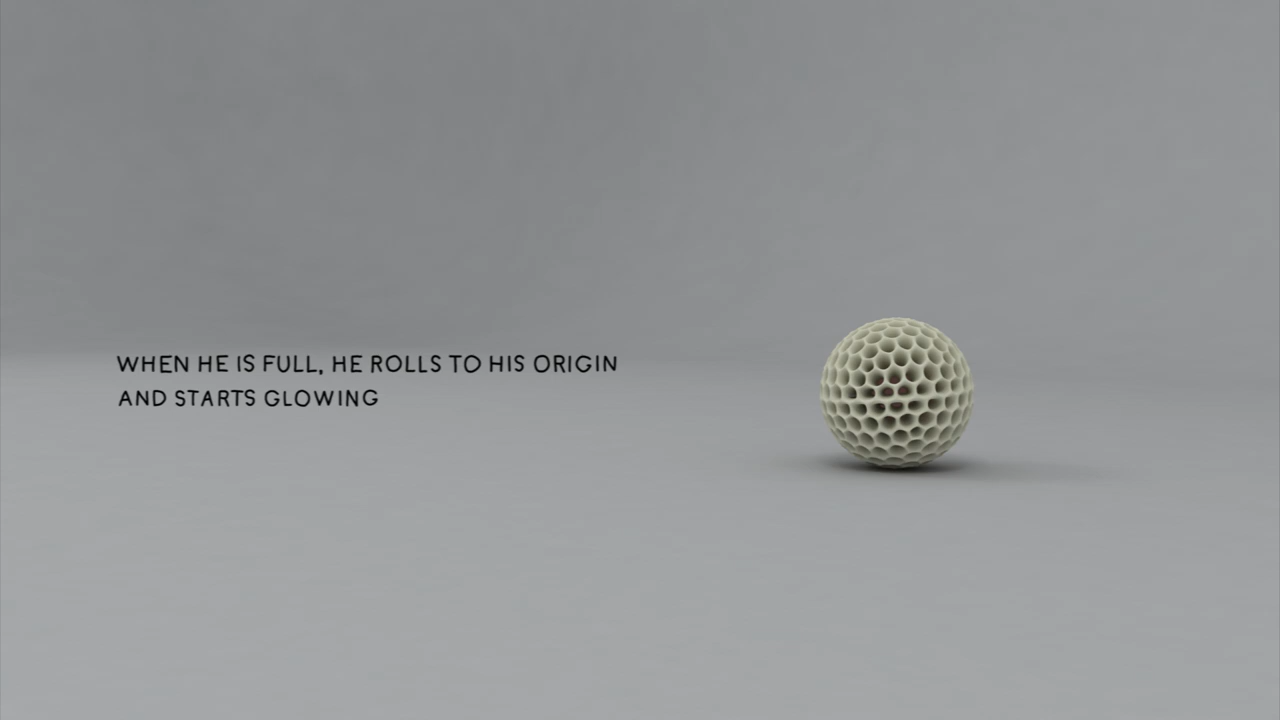 WHEN HE IS FULL, HE ROLLS TO HIS ORIGIN
AND STARTS GLOWING